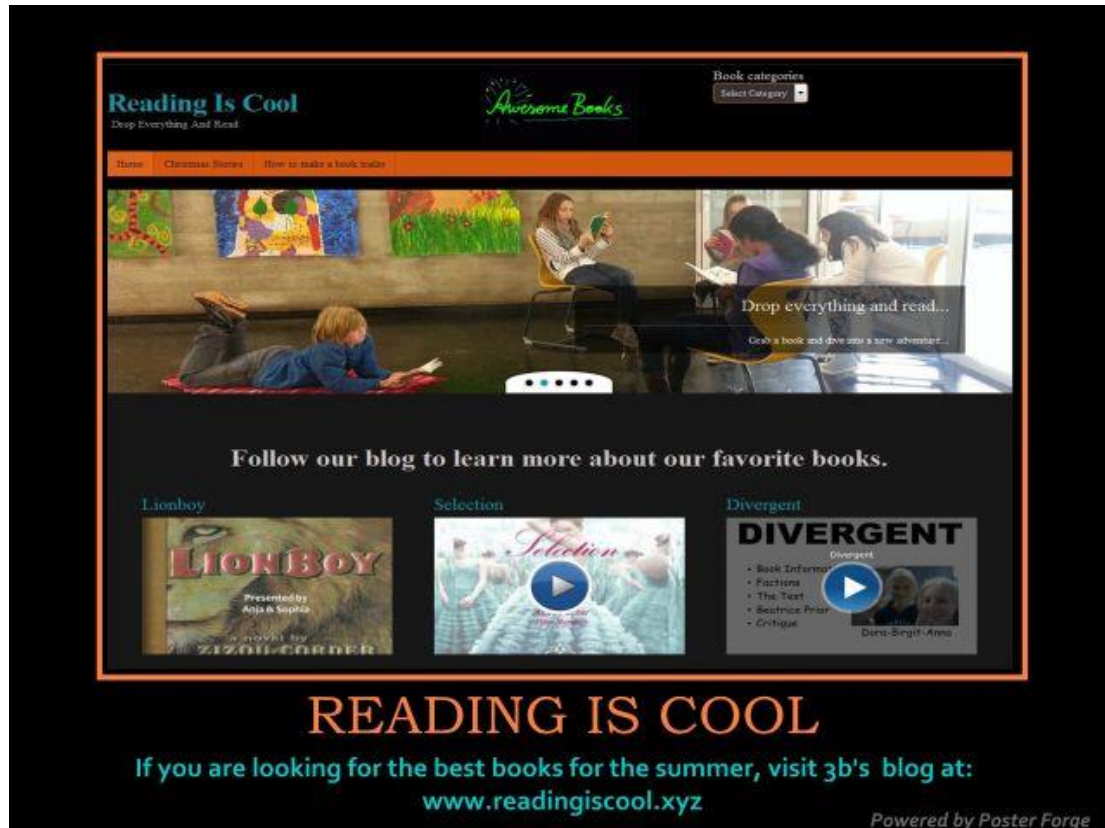 Reading Is Cool
Drop Everything And Read
Awesome Books
Book categories
Select Category
Home Christmas Stories How to make a book trailer
Drop everything and read...
Grab a book and dive into a new adventure...
Follow our blog to learn more about our favorite books.
Lionboy Selection Divergent
LIONBOY
Presented by
Anja & Sophia
a novel by
ZIZOU CORDER
Selection
DIVERGENT
Divergent
• Book Informat
• Factions
• The Test
• Beatrice Prior
• Critique
Dora-Birgit-Anna
READING IS COOL
If you are looking for the best books for the summer, visit 3b's blog at:
www.readingiscool.xyz
Powered by Poster Forge